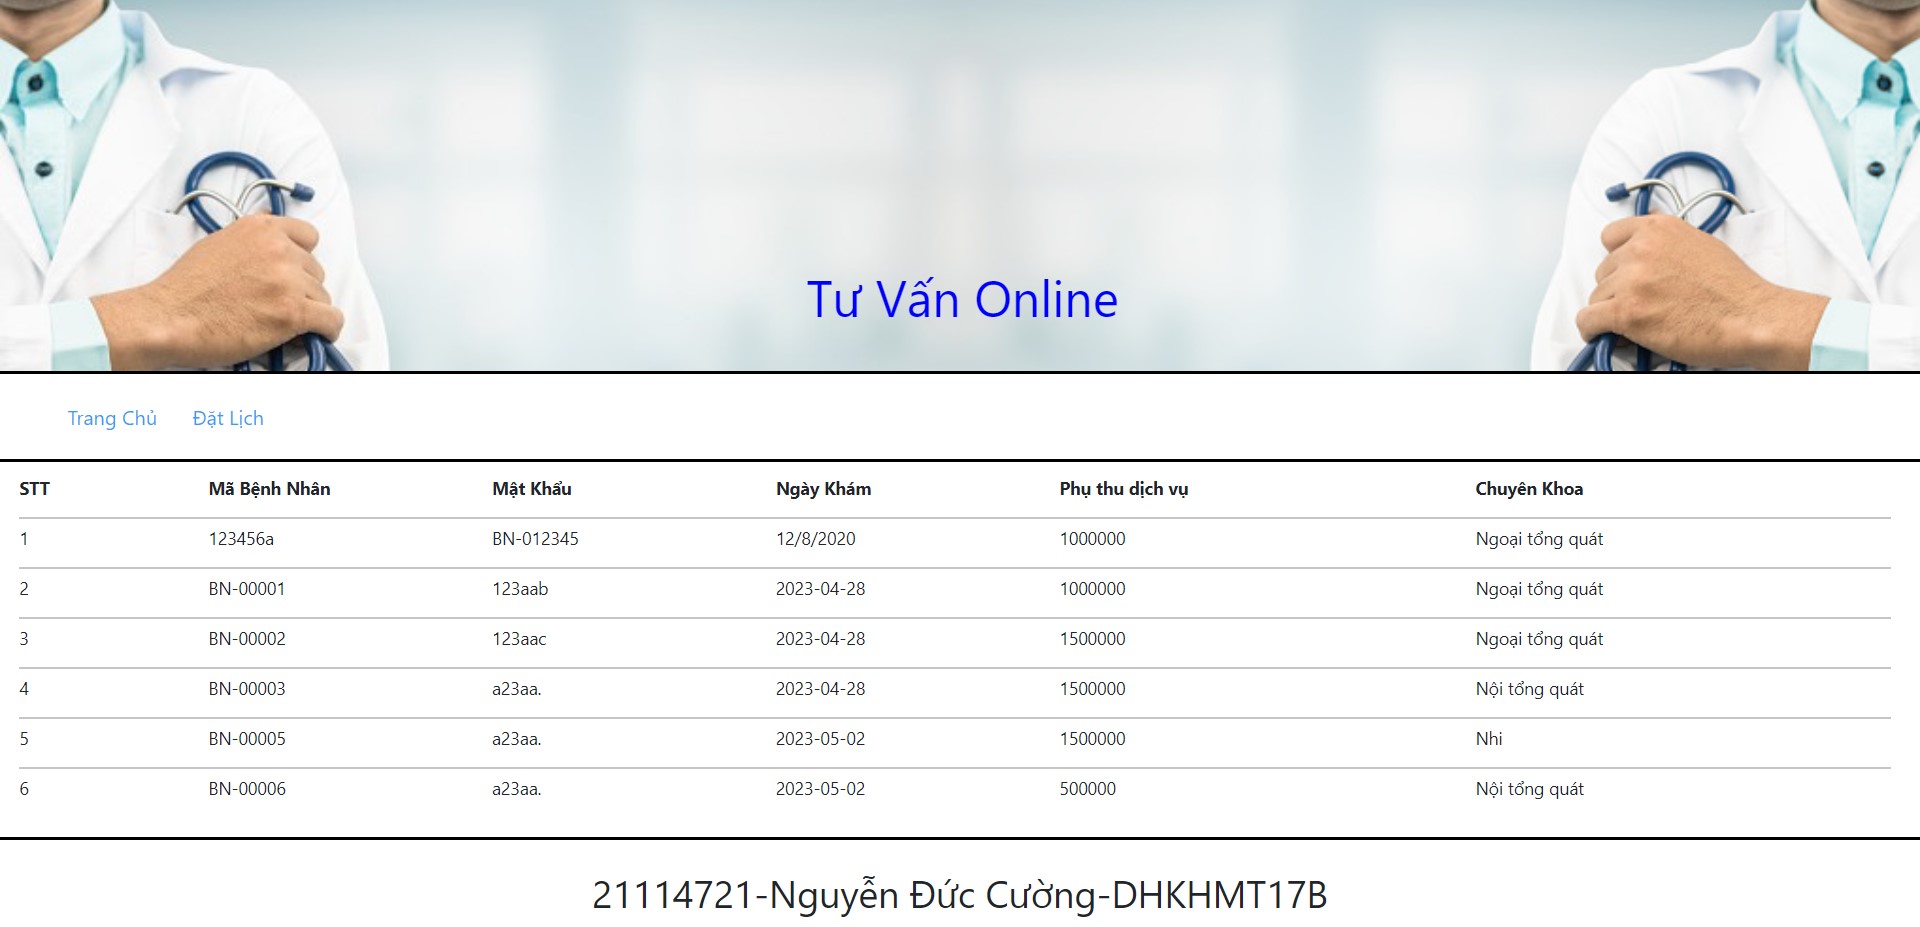 Tư Vấn Online
Trang Chủ Đặt Lịch
STT Mã Bệnh Nhân Mật Khẩu Ngày Khám Phụ thu dịch vụ Chuyên Khoa
1 123456a BN-012345 12/8/2020 1000000 Ngoại tổng quát
2 BN-00001 123aab 2023-04-28 1000000 Ngoại tổng quát
3 BN-00002 123aac 2023-04-28 1500000 Ngoại tổng quát
4 BN-00003 a23aa. 2023-04-28 1500000 Nội tổng quát
5 BN-00005 a23aa. 2023-05-02 1500000 Nhi
6 BN-00006 a23aa. 2023-05-02 500000 Nội tổng quát
21114721-Nguyễn Đức Cường-DHKHMT17B